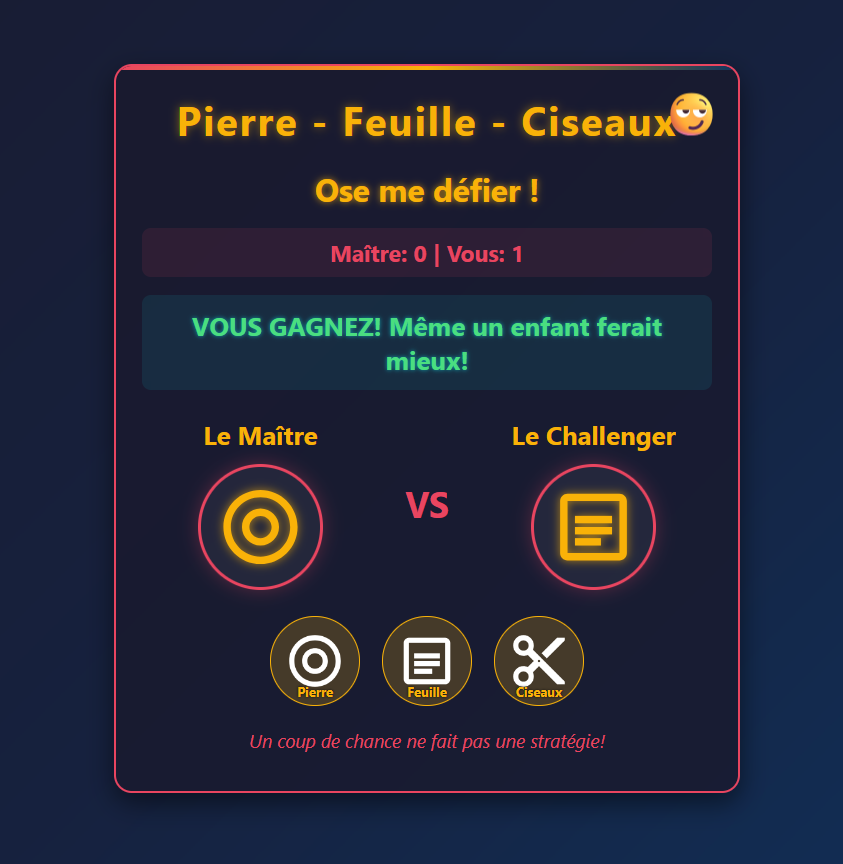 Pierre - Feuille - Ciseaux
Ose me défier !
Maître: 0 | Vous: 1
VOUS GAGNEZ! Même un enfant ferait
mieux!
Le Maître
Le Challenger
VS
Pierre
Feuille
Ciseaux
Un coup de chance ne fait pas une stratégie!